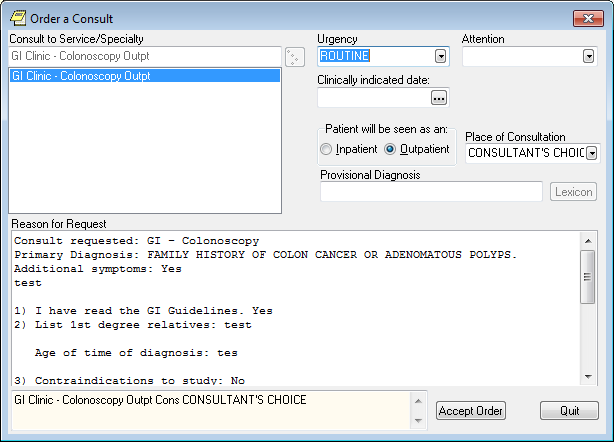 Order a Consult
Consult to Service/Specialty
GI Clinic - Colonoscopy Outpt
GI Clinic - Colonoscopy Outpt
Urgency
ROUTINE
Attention
Clinically indicated date:
...
Patient will be seen as an:
Inpatient
Outpatient
Place of Consultation
CONSULTANT'S CHOIC
Provisional Diagnosis
Lexicon
Reason for Request
Consult requested: GI - Colonoscopy
Primary Diagnosis: FAMILY HISTORY OF COLON CANCER OR ADENOMATOUS POLYPS.
Additional symptoms: Yes
test
1) I have read the GI Guidelines. Yes
2) List 1st degree relatives: test
Age of time of diagnosis: tes
3) Contraindications to study: No
GI Clinic - Colonoscopy Outpt Cons CONSULTANT'S CHOICE
Accept Order
Quit